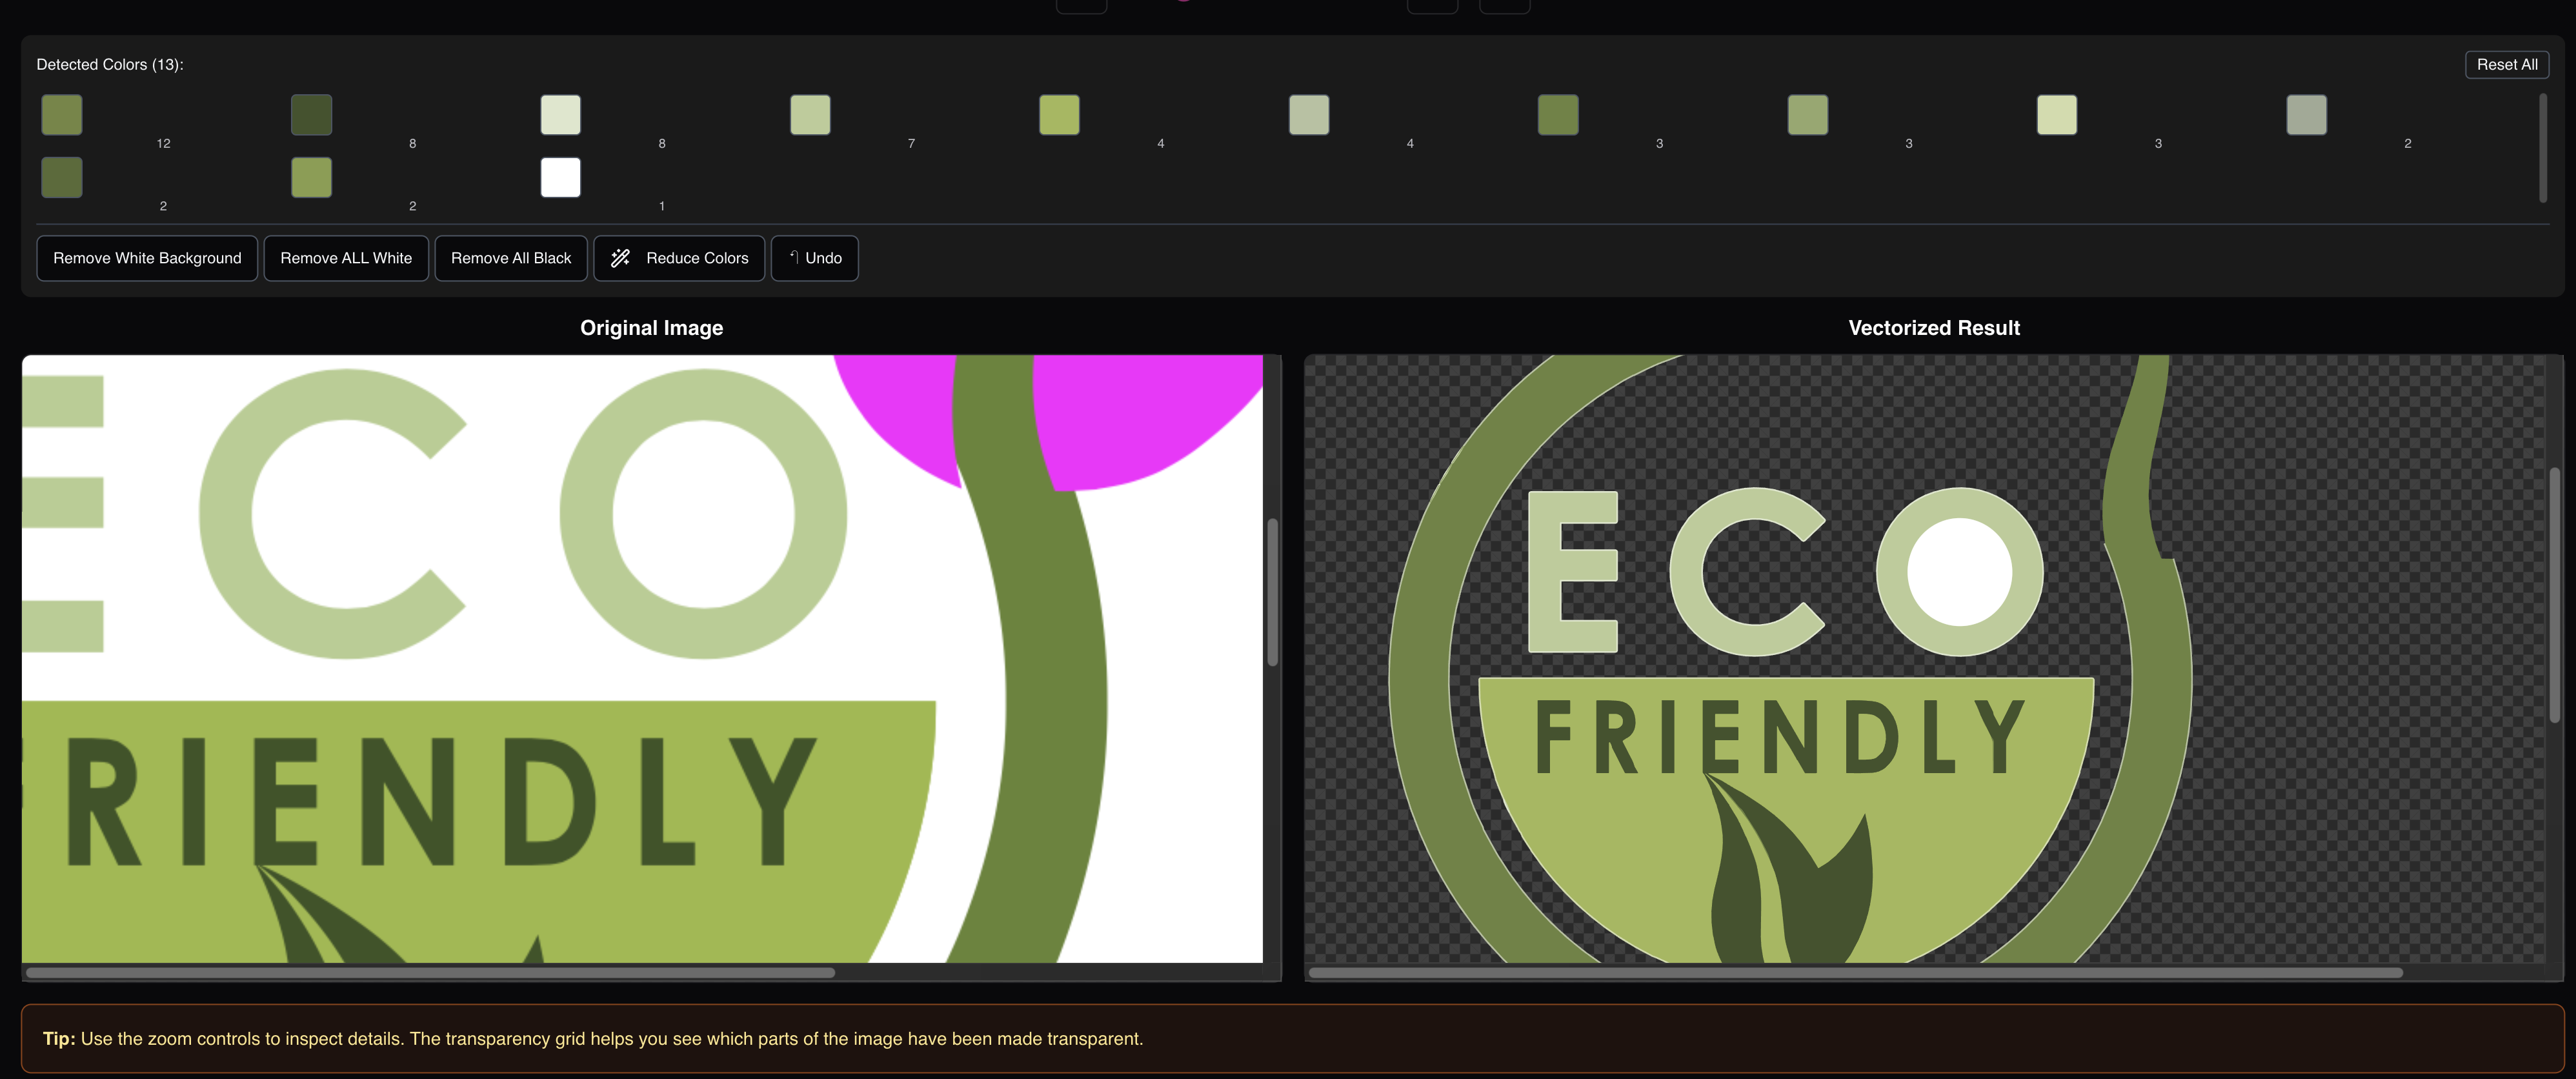 Detected Colors (13):
Reset All
12 8 8 7 4 4 3 3 3 2
2 2 1
Remove White Background Remove ALL White Remove All Black Reduce Colors Undo
Original Image
Vectorized Result
ECO
RIENDLY
ECO
FRIENDLY
Tip: Use the zoom controls to inspect details. The transparency grid helps you see which parts of the image have been made transparent.